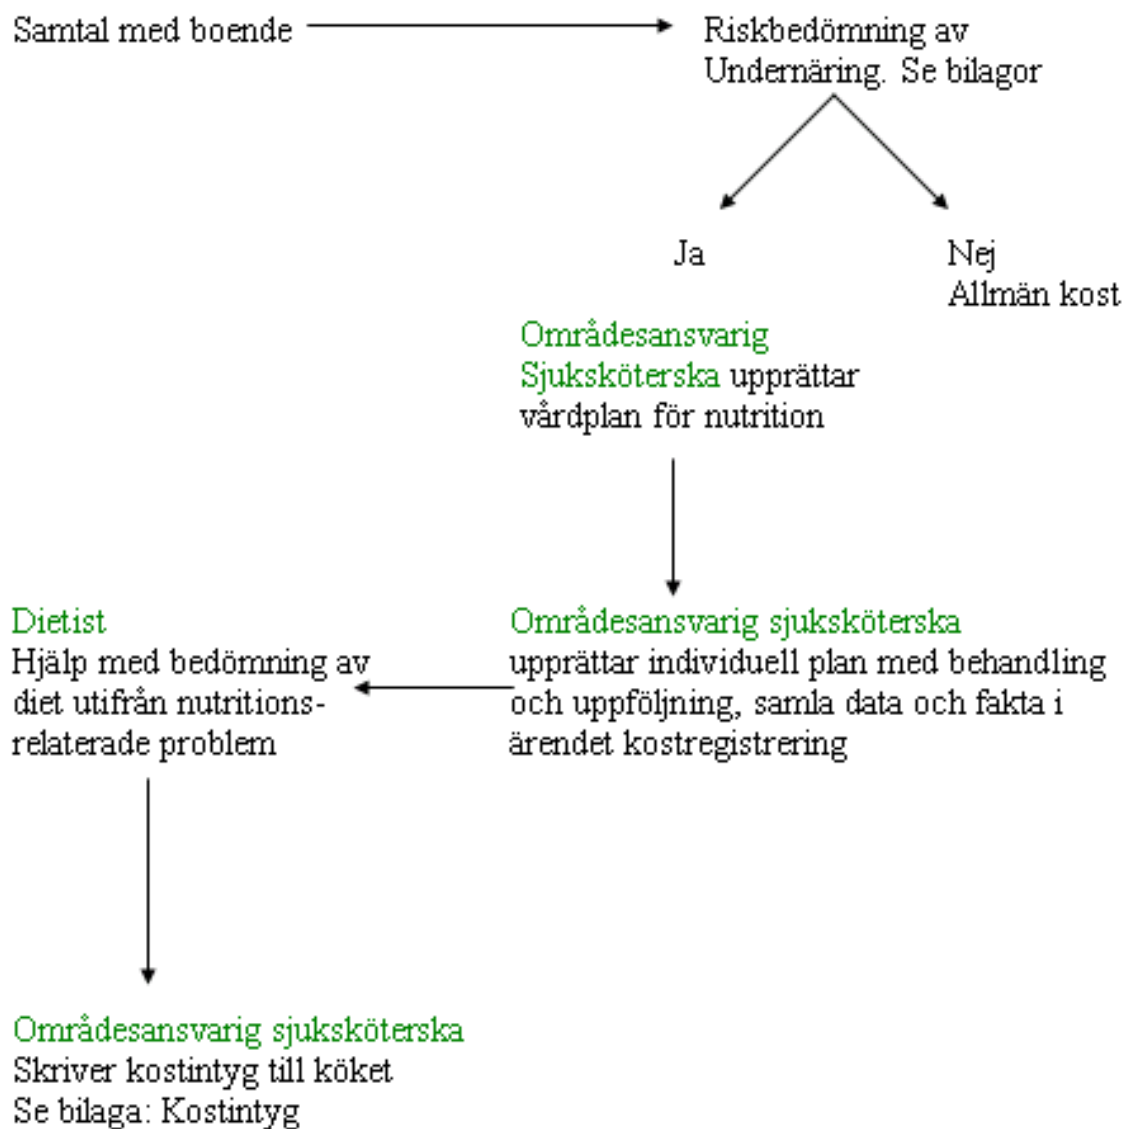 Samtal med boende
Riskbedömning av
Undernäring. Se bilagor
Ja
Nej
Allmän kost
Områdesansvarig
Sjuksköterska upprättar
vårdplan för nutrition
Områdesansvarig sjuksköterska
upprättar individuell plan med behandling
och uppföljning, samla data och fakta i
ärendet kostregistrering
Dietist
Hjälp med bedömning av
diet utifrån nutritions-
relaterade problem
Områdesansvarig sjuksköterska
Skriver kostintyg till köket
Se bilaga: Kostintyg